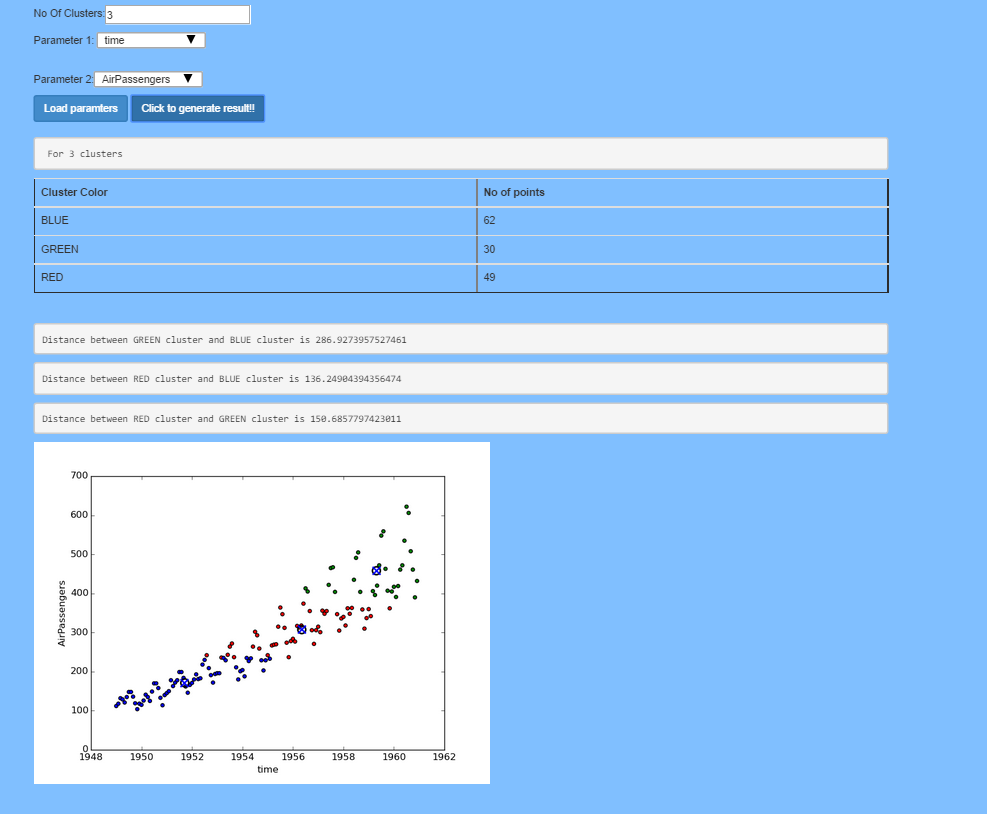 No Of Clusters: 3
Parameter 1: time
Parameter 2: AirPassengers
Load paramters Click to generate result!!
For 3 clusters
Cluster Color No of points
BLUE 62
GREEN 30
RED 49
Distance between GREEN cluster and BLUE cluster is 286.9273957527461
Distance between RED cluster and BLUE cluster is 136.24904394356474
Distance between RED cluster and GREEN cluster is 150.6857797423011
700
600
500
400
300
200
100
0
AirPassengers
1948 1950 1952 1954 1956 1958 1960 1962
time